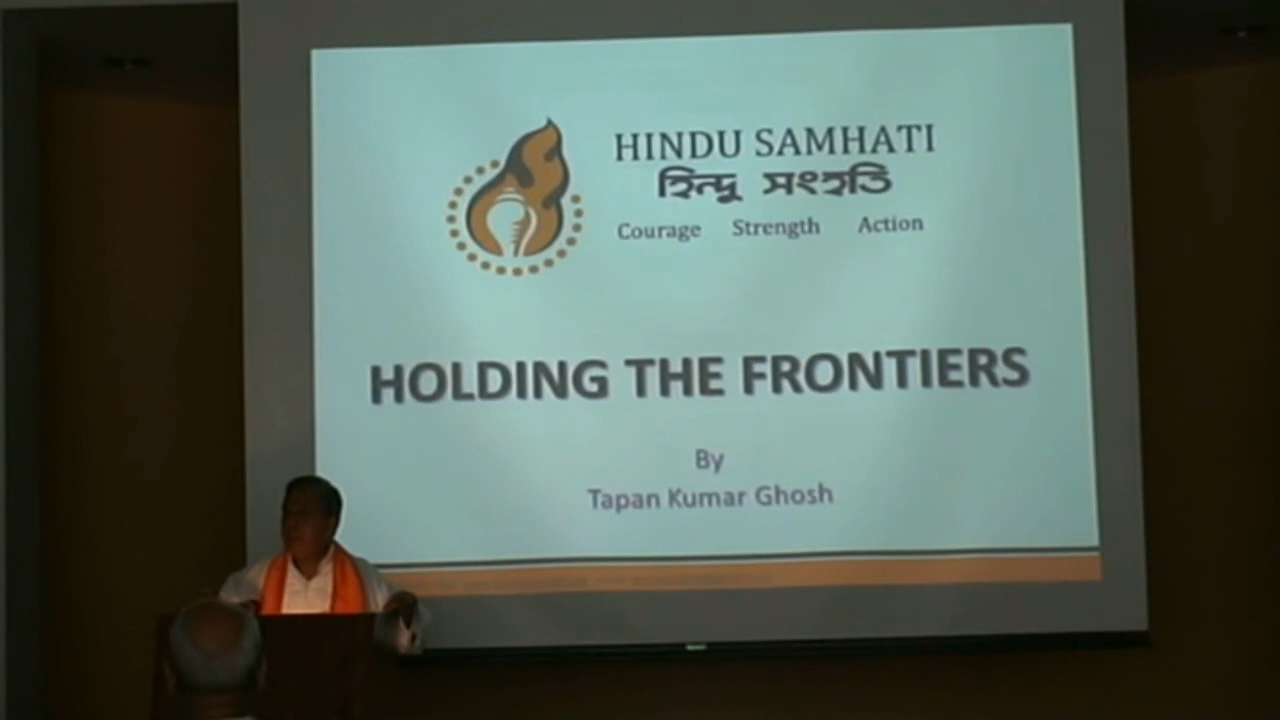 HINDU SAMHATI
হিন্দু সংহতি
Courage Strength Action
HOLDING THE FRONTIERS
By
Tapan Kumar Ghosh